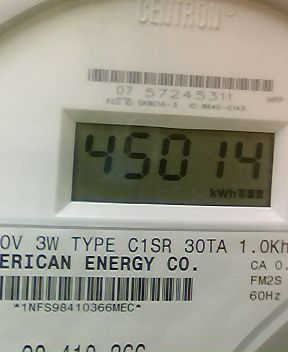 CENTRON
07 57245311
45014
kWh
0V 3W TYPE C1SR 30TA 1.0Kh
ERICAN ENERGY CO.
CA 0.
FM2S
60Hz
*1NFS98410366MEC*